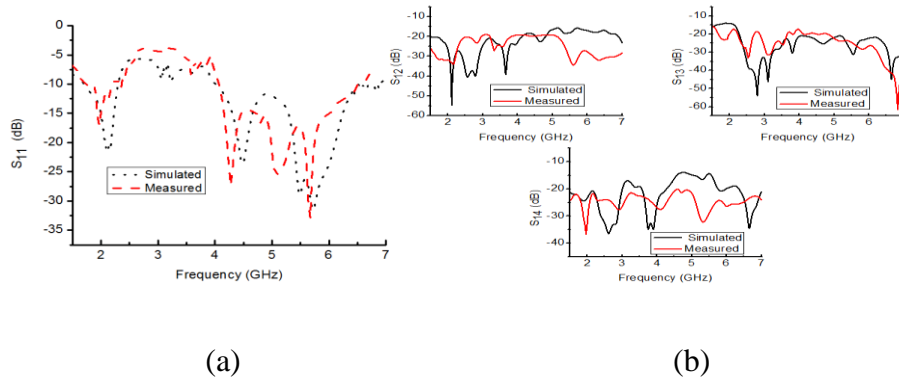 0
-5
-10
-15
-20
-25
-30
-35
S11 (dB)
Simulated
Measured
2 3 4 5 6 7
Frequency (GHz)
(a)
-10
-20
-30
-40
-50
-60
S12 (dB)
Simulated
Measured
2 3 4 5 6 7
Frequency (GHz)
-20
-30
-40
-50
-60
S13 (dB)
Simulated
Measured
2 3 4 5 6
Frequency (GHz)
-20
-30
-40
S14 (dB)
Simulated
Measured
2 3 4 5 6 7
Frequency (GHz)
(b)